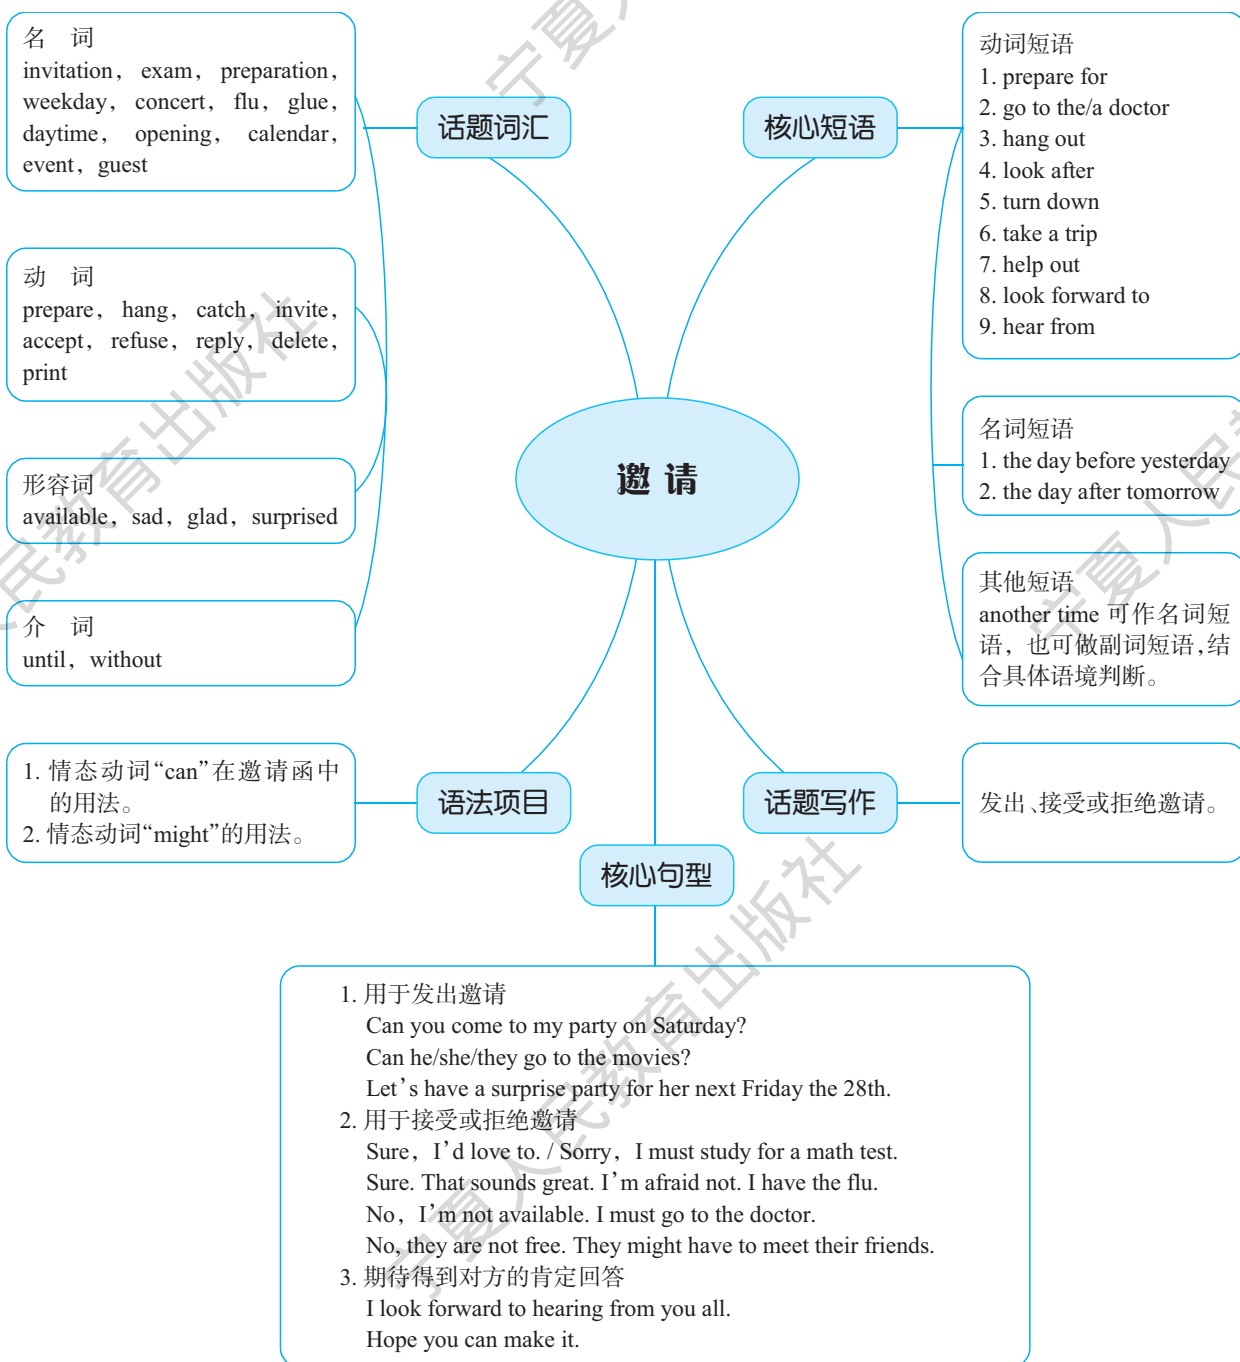 名 词
invitation, exam, preparation,
weekday, concert, flu, glue,
daytime, opening, calendar,
event, guest
话题词汇
动 词
prepare, hang, catch, invite,
accept, refuse, reply, delete,
print
形容词
available, sad, glad, surprised
介 词
until, without
核心短语
动词短语
1. prepare for
2. go to the/a doctor
3. hang out
4. look after
5. turn down
6. take a trip
7. help out
8. look forward to
9. hear from
名词短语
1. the day before yesterday
2. the day after tomorrow
其他短语
another time 可作名词短
语，也可做副词短语,结
合具体语境判断。
邀 请
1. 情态动词“can”在邀请函中
的用法。
2. 情态动词“might”的用法。
语法项目
话题写作
发出、接受或拒绝邀请。
核心句型
1. 用于发出邀请
Can you come to my party on Saturday?
Can he/she/they go to the movies?
Let’s have a surprise party for her next Friday the 28th.
2. 用于接受或拒绝邀请
Sure, I’d love to. / Sorry, I must study for a math test.
Sure. That sounds great. I’m afraid not. I have the flu.
No, I’m not available. I must go to the doctor.
No, they are not free. They might have to meet their friends.
3. 期待得到对方的肯定回答
I look forward to hearing from you all.
Hope you can make it.
宁夏人民教育出版社